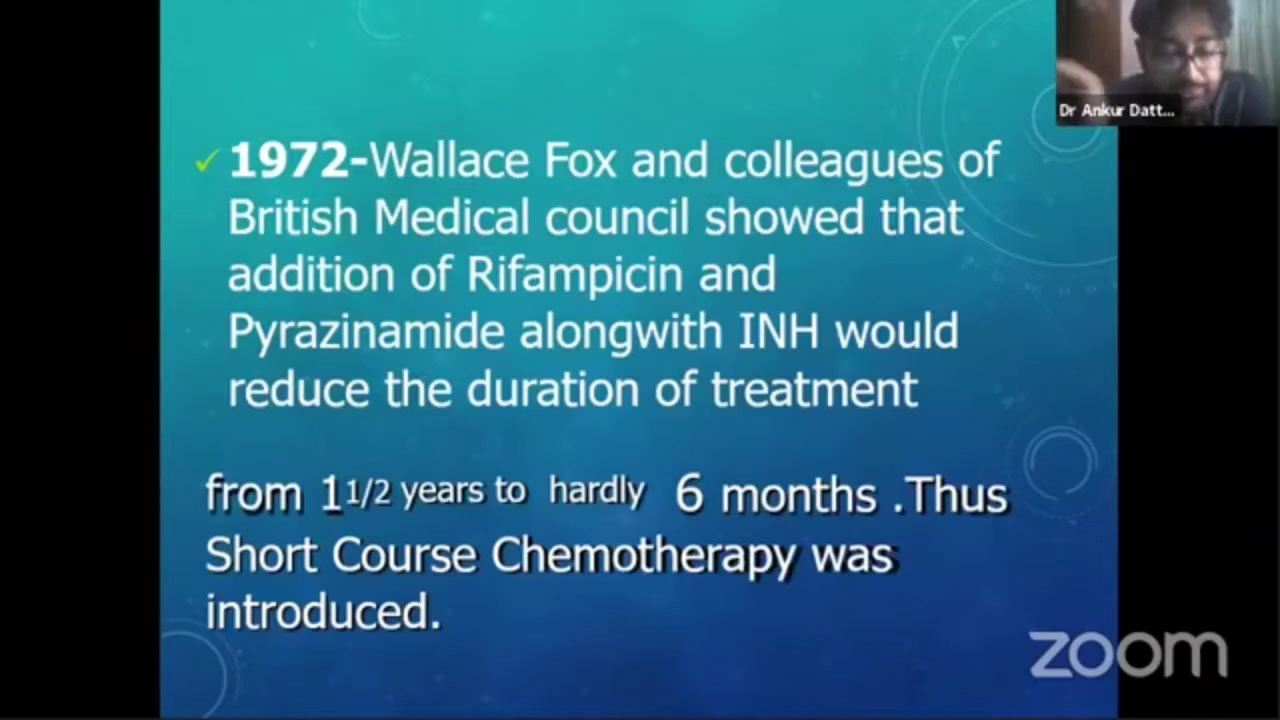 Dr Ankur Datt...
✓ 1972-Wallace Fox and colleagues of
British Medical council showed that
addition of Rifampicin and
Pyrazinamide alongwith INH would
reduce the duration of treatment
from 1 1/2 years to hardly 6 months .Thus
Short Course Chemotherapy was
introduced.
zoom